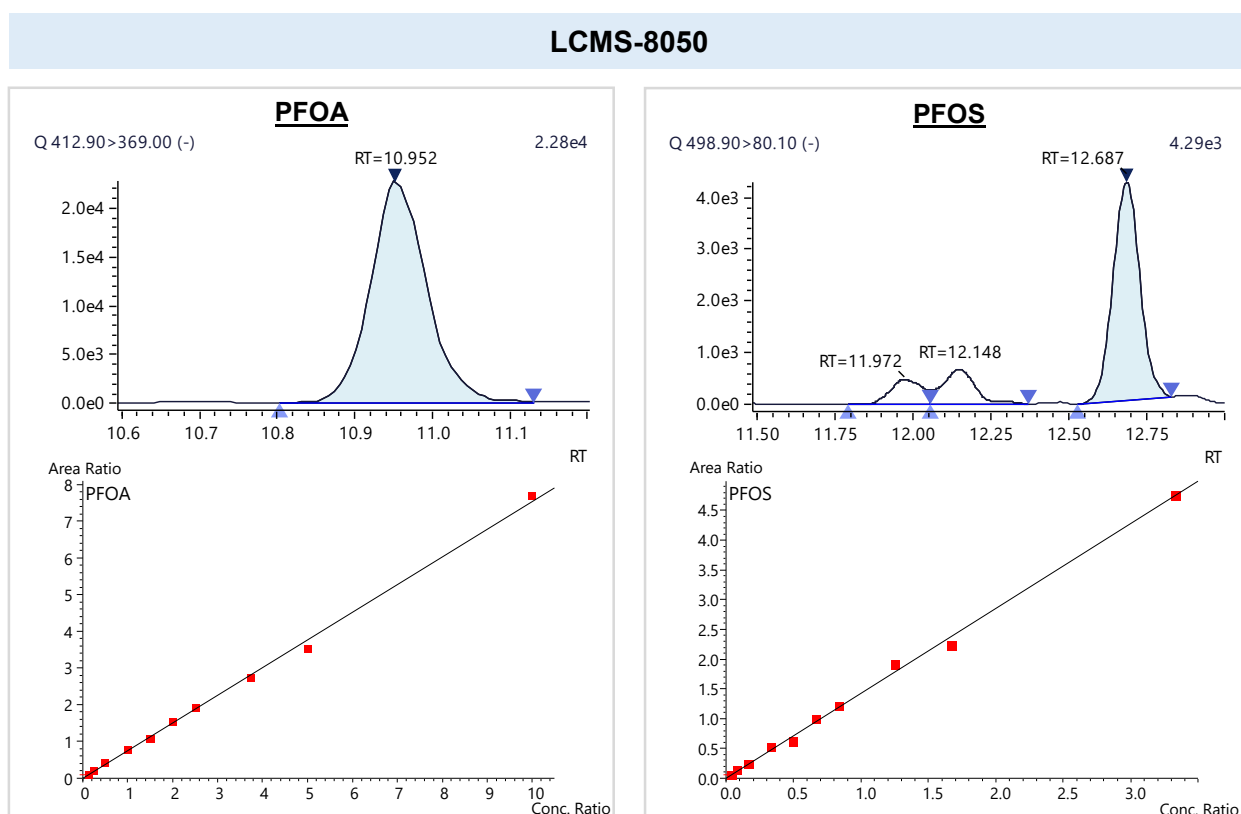 LCMS-8050
PFOA
Q 412.90>369.00 (-) 2.28e4
RT=10.952
2.0e4
1.5e4
1.0e4
5.0e3
0.0e0
10.6 10.7 10.8 10.9 11.0 11.1
RT
Area Ratio
PFOA
8
7
6
5
4
3
2
1
0
0 1 2 3 4 5 6 7 8 9 10
Conc. Ratio
PFOS
Q 498.90>80.10 (-) 4.29e3
RT=12.687
4.0e3
3.0e3
2.0e3
1.0e3
RT=11.972 RT=12.148
0.0e0
11.50 11.75 12.00 12.25 12.50 12.75
RT
Area Ratio
PFOS
4.5
4.0
3.5
3.0
2.5
2.0
1.5
1.0
0.5
0.0
0.0 0.5 1.0 1.5 2.0 2.5 3.0
Conc. Ratio